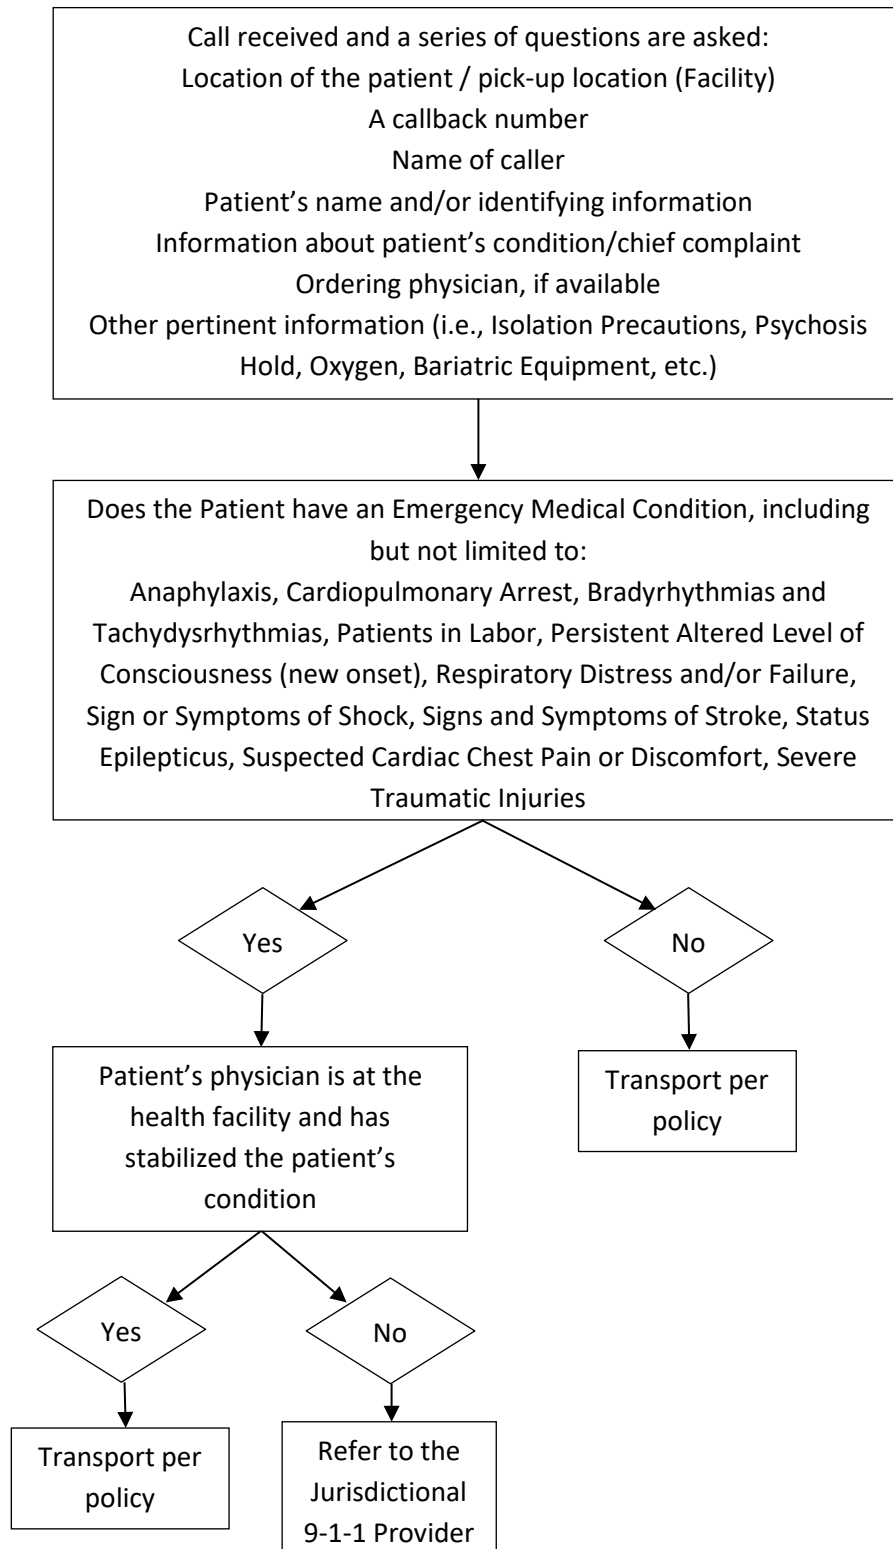 Call received and a series of questions are asked:
Location of the patient / pick-up location (Facility)
A callback number
Name of caller
Patient’s name and/or identifying information
Information about patient’s condition/chief complaint
Ordering physician, if available
Other pertinent information (i.e., Isolation Precautions, Psychosis
Hold, Oxygen, Bariatric Equipment, etc.)
Does the Patient have an Emergency Medical Condition, including
but not limited to:
Anaphylaxis, Cardiopulmonary Arrest, Bradyrhythmias and
Tachydysrhythmias, Patients in Labor, Persistent Altered Level of
Consciousness (new onset), Respiratory Distress and/or Failure,
Sign or Symptoms of Shock, Signs and Symptoms of Stroke, Status
Epilepticus, Suspected Cardiac Chest Pain or Discomfort, Severe
Traumatic Injuries
Yes
No
Patient’s physician is at the
health facility and has
stabilized the patient’s
condition
Transport per
policy
Yes
No
Transport per
policy
Refer to the
Jurisdictional
9-1-1 Provider